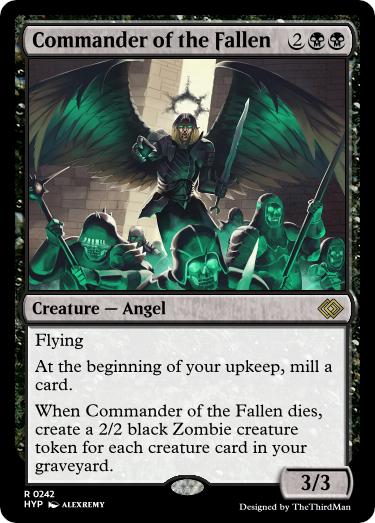 Commander of the Fallen 2
Creature — Angel
Flying
At the beginning of your upkeep, mill a
card.
When Commander of the Fallen dies,
create a 2/2 black Zombie creature
token for each creature card in your
graveyard.
3/3
R 0242
HYP ALEXREMY
Designed by TheThirdMan